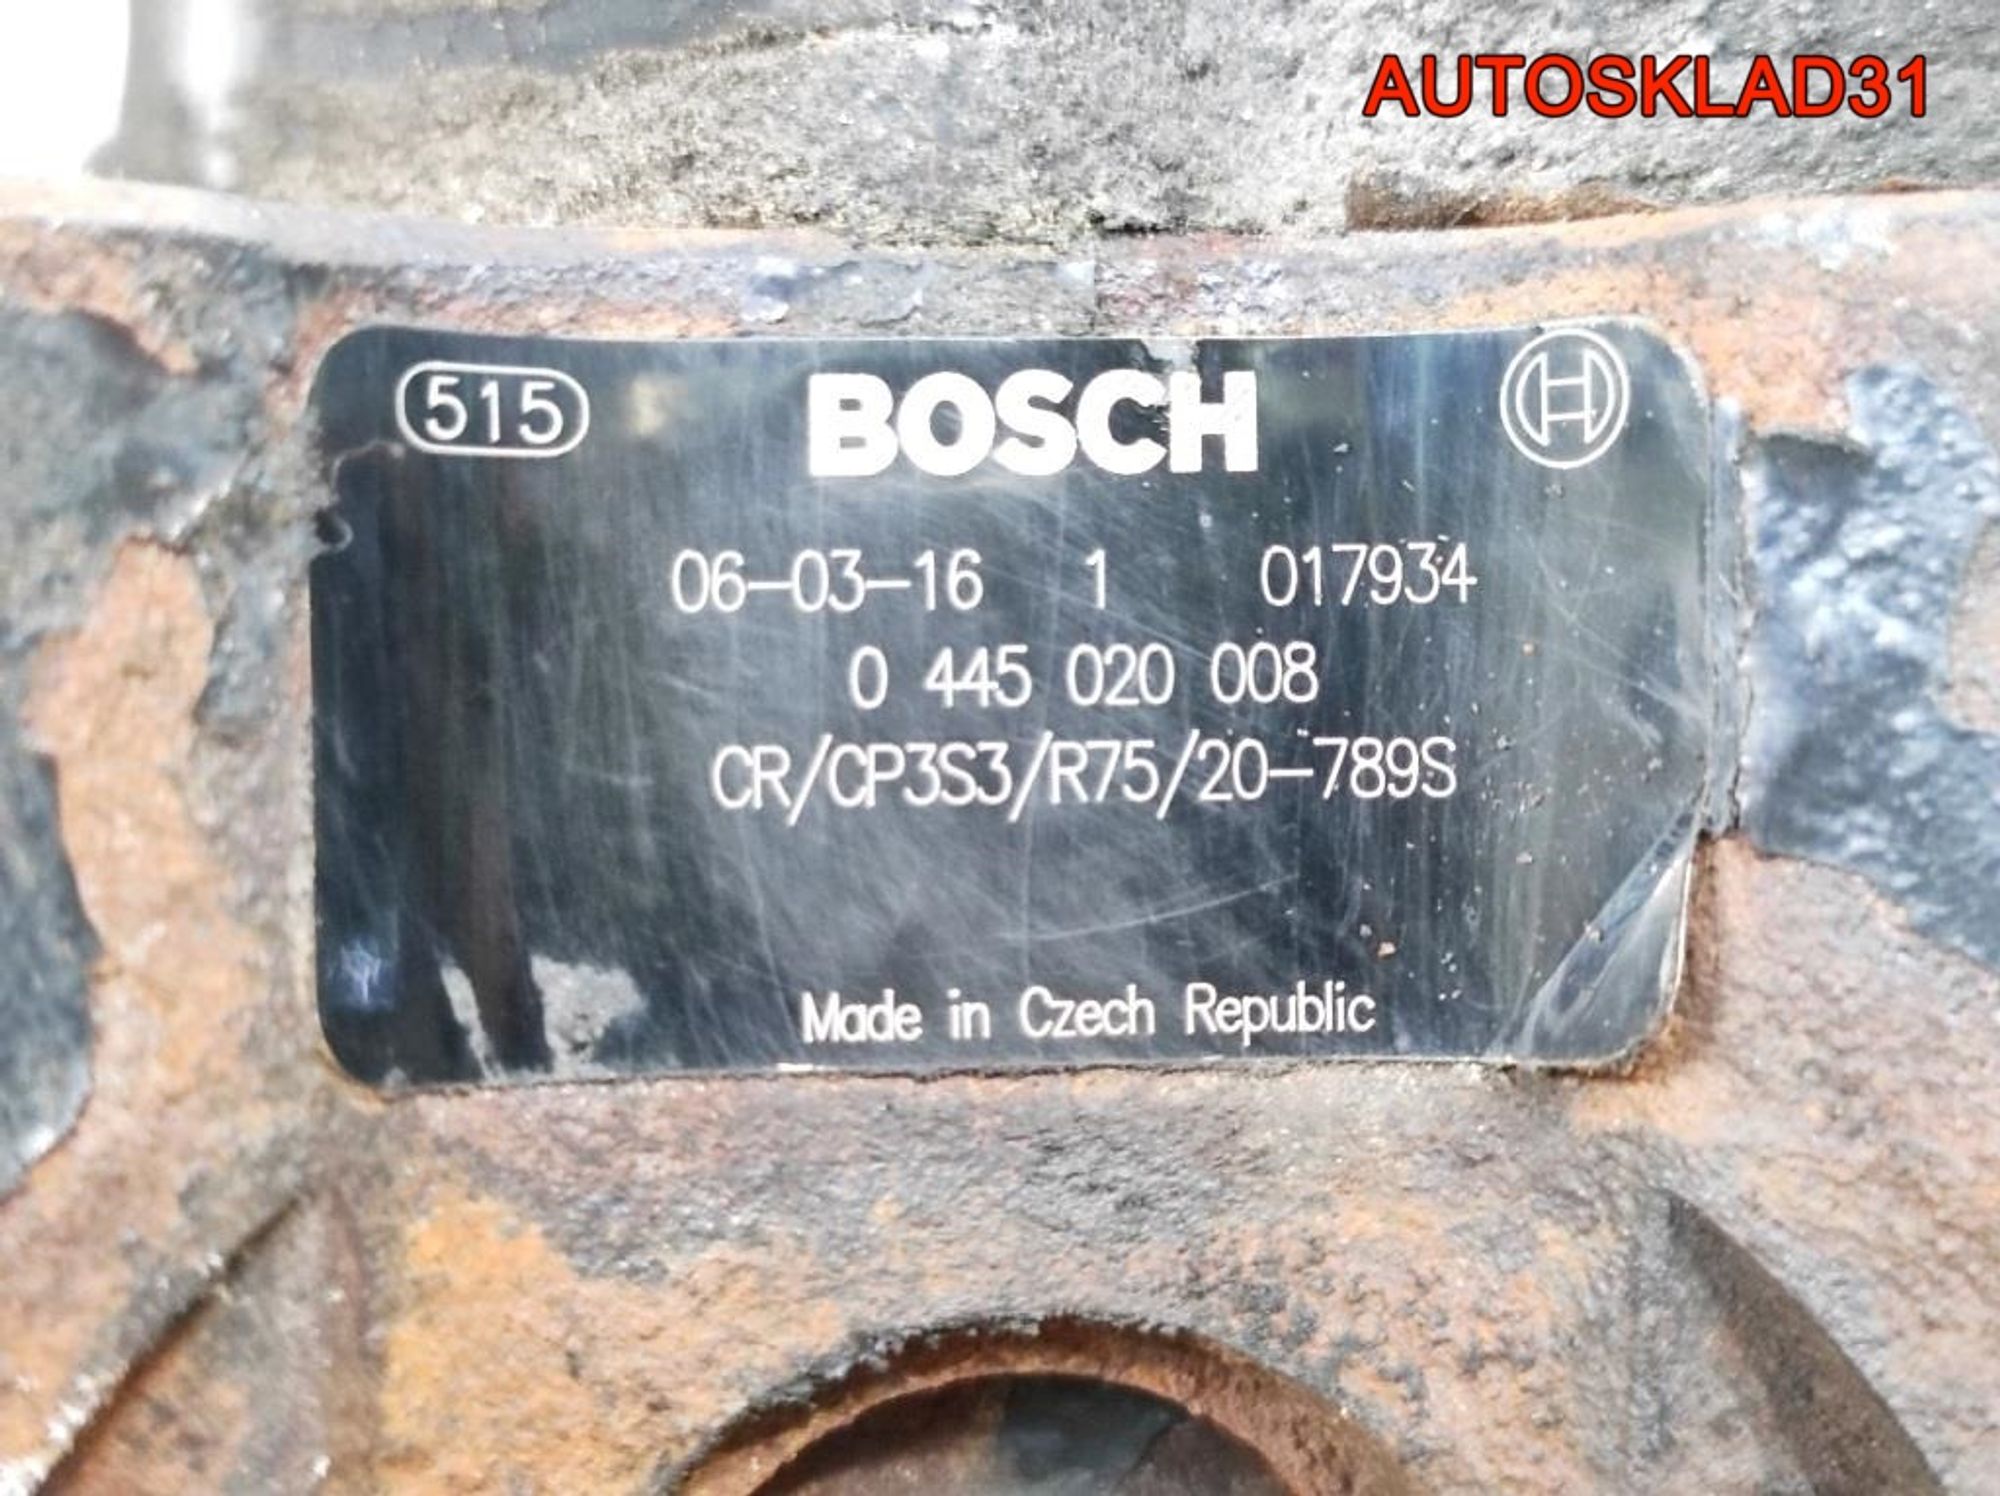 AUTOSKLAD31
515 BOSCH
06-03-16 1 017934
0 445 020 008
CR/CP3S3/R75/20-789S
Made in Czech Republic